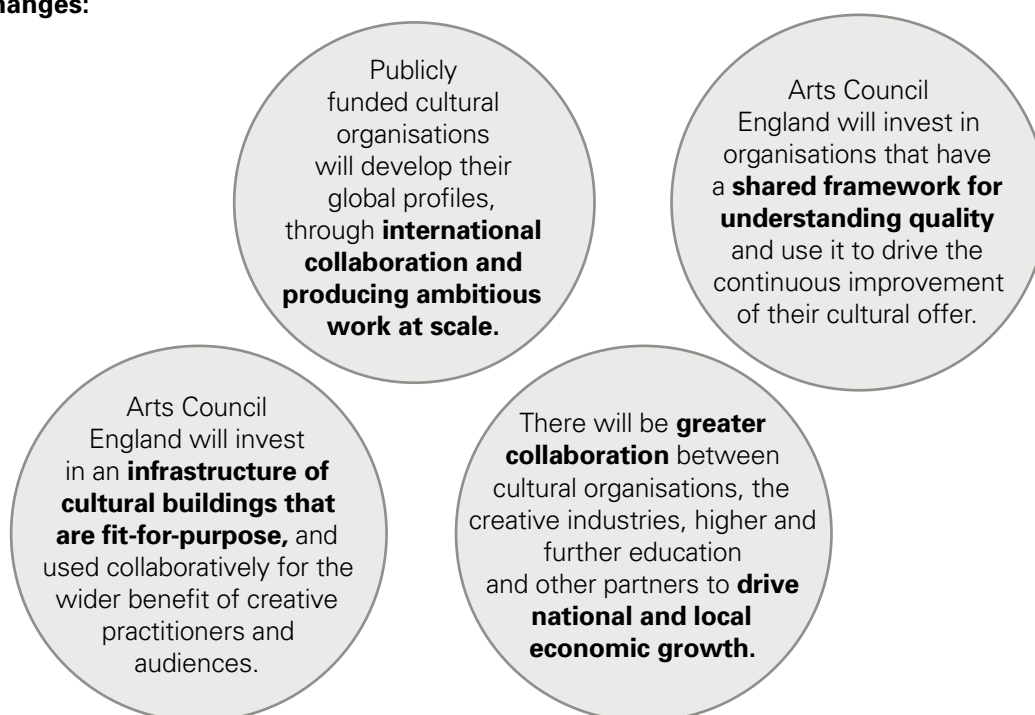 hanges:
Publicly
funded cultural
organisations
will develop their
global profiles,
through international
collaboration and
producing ambitious
work at scale.
Arts Council
England will invest in
organisations that have
a shared framework for
understanding quality
and use it to drive the
continuous improvement
of their cultural offer.
Arts Council
England will invest
in an infrastructure of
cultural buildings that
are fit-for-purpose, and
used collaboratively for the
wider benefit of creative
practitioners and
audiences.
There will be greater
collaboration between
cultural organisations, the
creative industries, higher and
further education
and other partners to drive
national and local
economic growth.